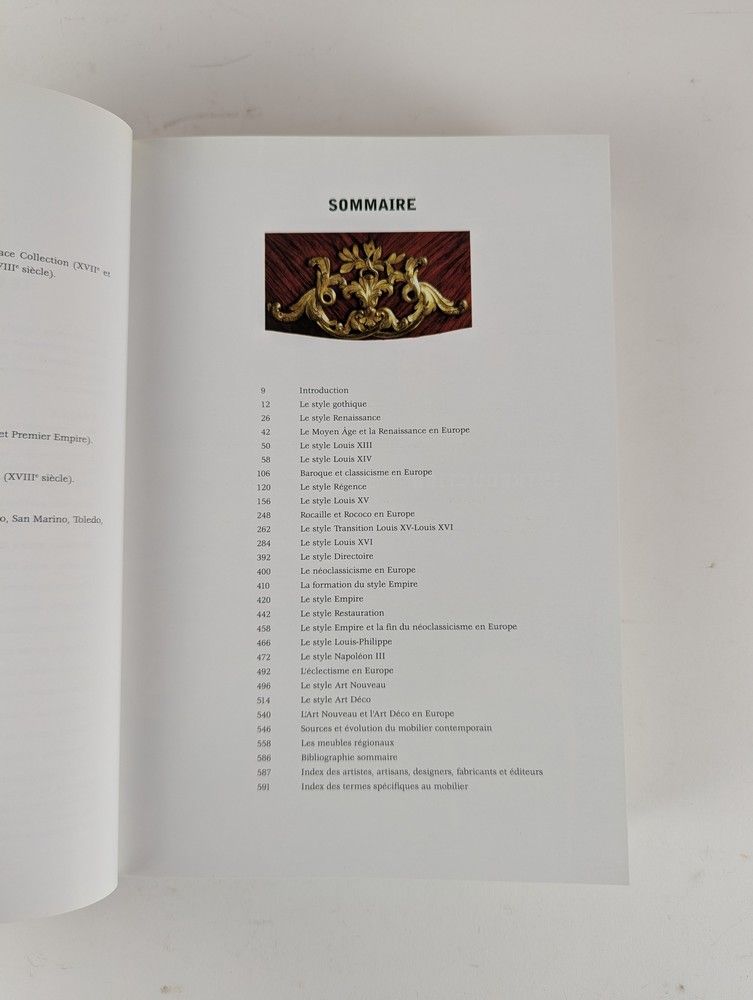 ace Collection (XVIIᵉ et
VIIIᵉ siècle).
et Premier Empire).
(XVIIIᵉ siècle).
o, San Marino, Toledo,
SOMMAIRE
9 Introduction
12 Le style gothique
26 Le style Renaissance
42 Le Moyen Âge et la Renaissance en Europe
50 Le style Louis XIII
58 Le style Louis XIV
106 Baroque et classicisme en Europe
120 Le style Régence
156 Le style Louis XV
248 Rocaille et Rococo en Europe
262 Le style Transition Louis XV-Louis XVI
284 Le style Louis XVI
392 Le style Directoire
400 Le néoclassicisme en Europe
410 La formation du style Empire
420 Le style Empire
442 Le style Restauration
458 Le style Empire et la fin du néoclassicisme en Europe
466 Le style Louis-Philippe
472 Le style Napoléon III
492 L'éclectisme en Europe
496 Le style Art Nouveau
514 Le style Art Déco
540 L'Art Nouveau et l'Art Déco en Europe
546 Sources et évolution du mobilier contemporain
558 Les meubles régionaux
586 Bibliographie sommaire
587 Index des artistes, artisans, designers, fabricants et éditeurs
591 Index des termes spécifiques au mobilier